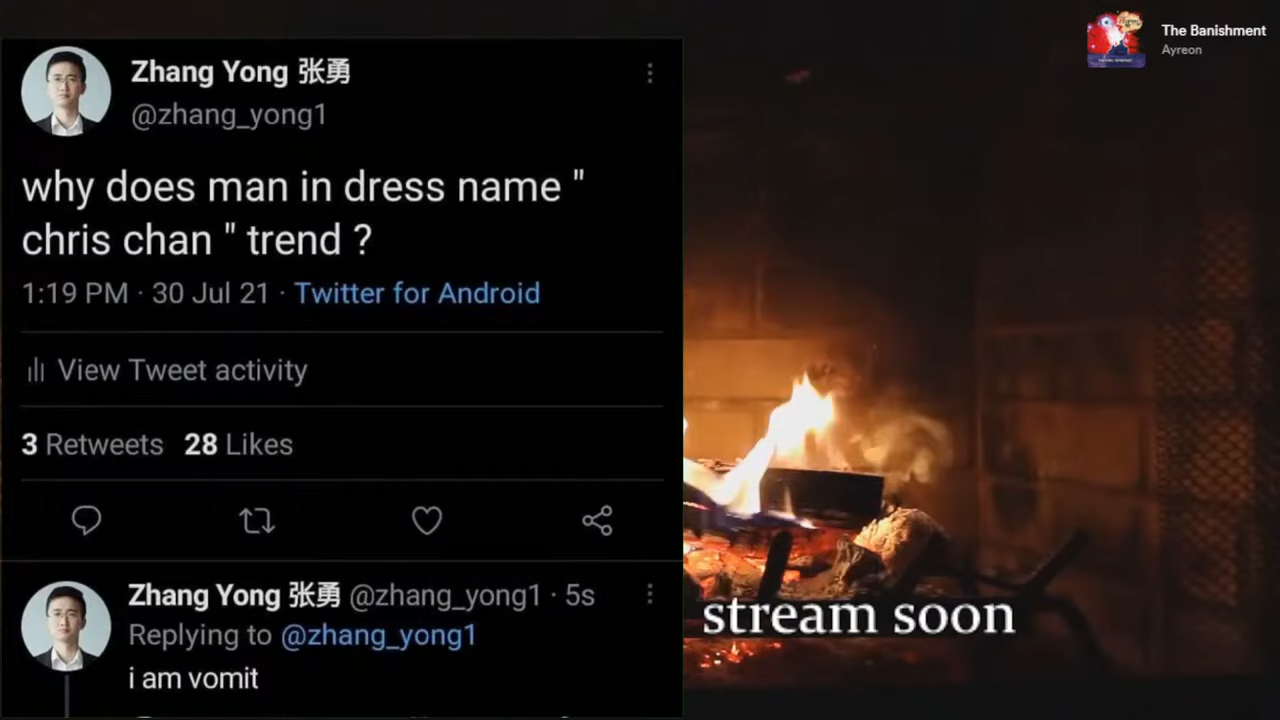 Zhang Yong 张勇
@zhang_yong1
why does man in dress name "
chris chan " trend ?
1:19 PM · 30 Jul 21 · Twitter for Android
View Tweet activity
3 Retweets 28 Likes
Zhang Yong 张勇 @zhang_yong1 · 5s
Replying to @zhang_yong1
i am vomit
stream soon
The Banishment
Ayreon